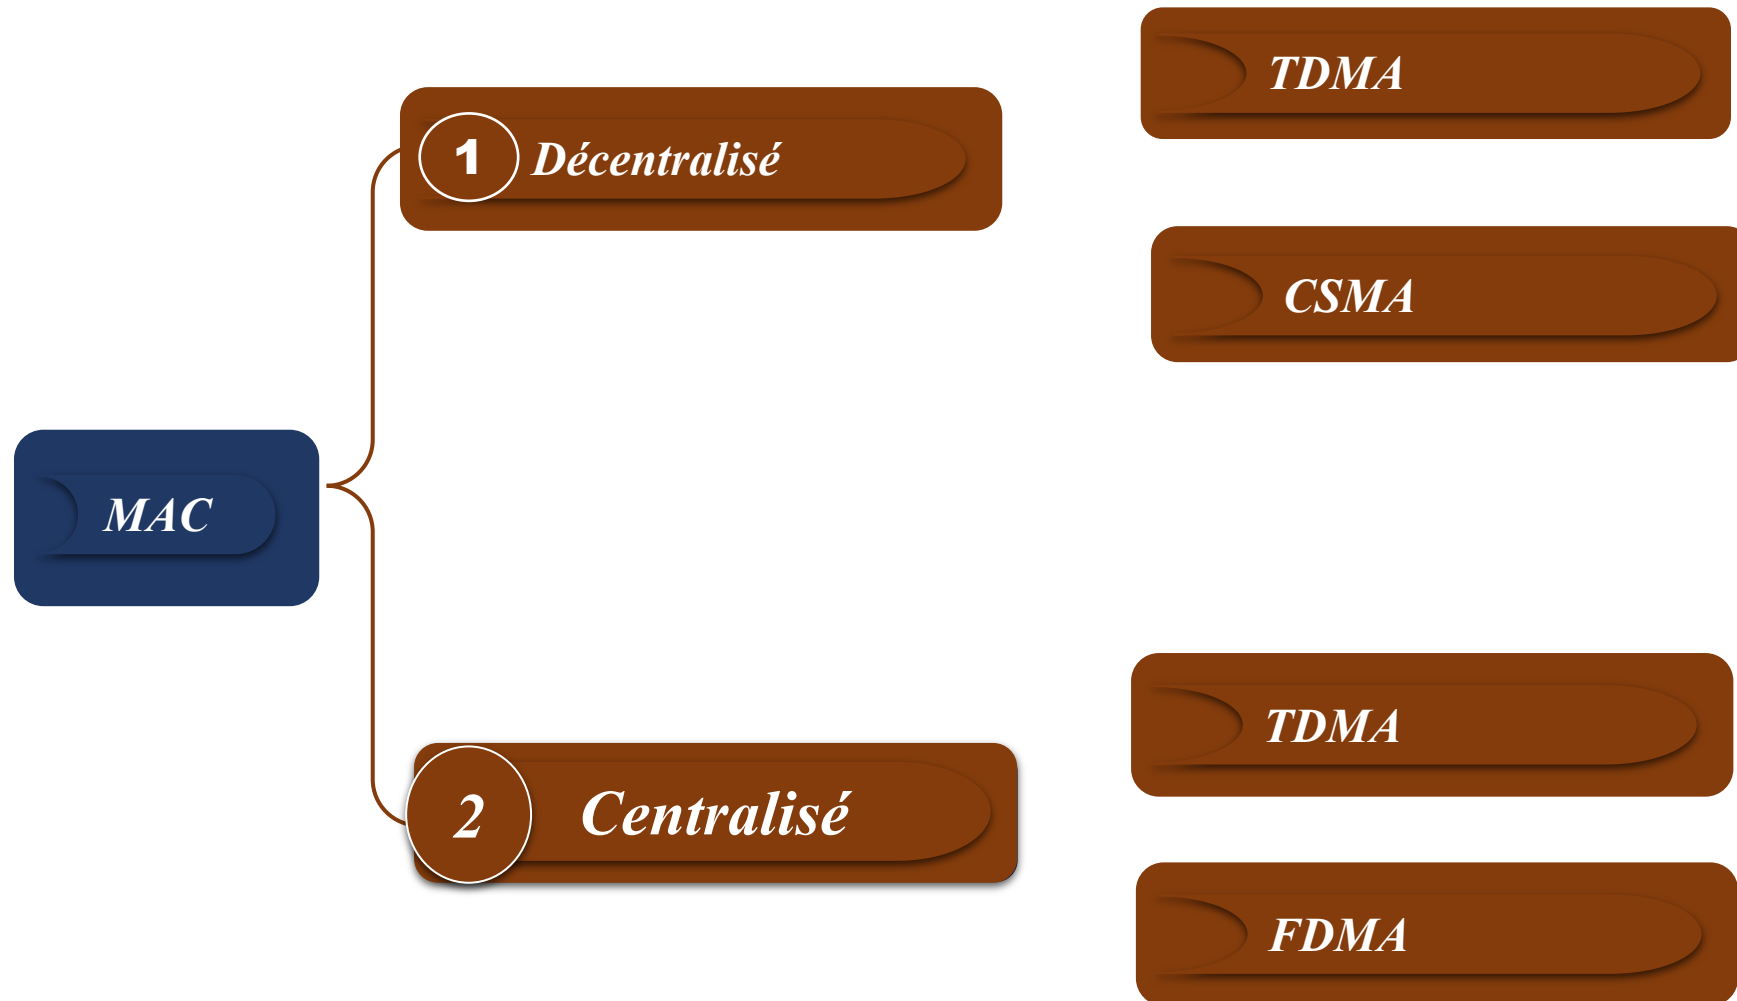 MAC
1 Décentralisé
TDMA
CSMA
2 Centralisé
TDMA
FDMA